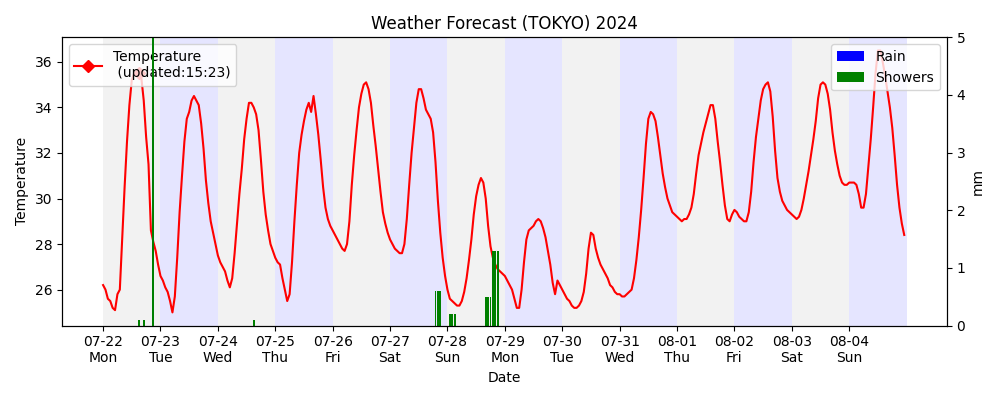 Weather Forecast (TOKYO) 2024
Temperature
(updated:15:23)
Rain
Showers
Temperature
36
34
32
30
28
26
5
4
3
2
1
0
mm
07-22 07-23 07-24 07-25 07-26 07-27 07-28 07-29 07-30 07-31 08-01 08-02 08-03 08-04
Mon Tue Wed Thu Fri Sat Sun Mon Tue Wed Thu Fri Sat Sun
Date